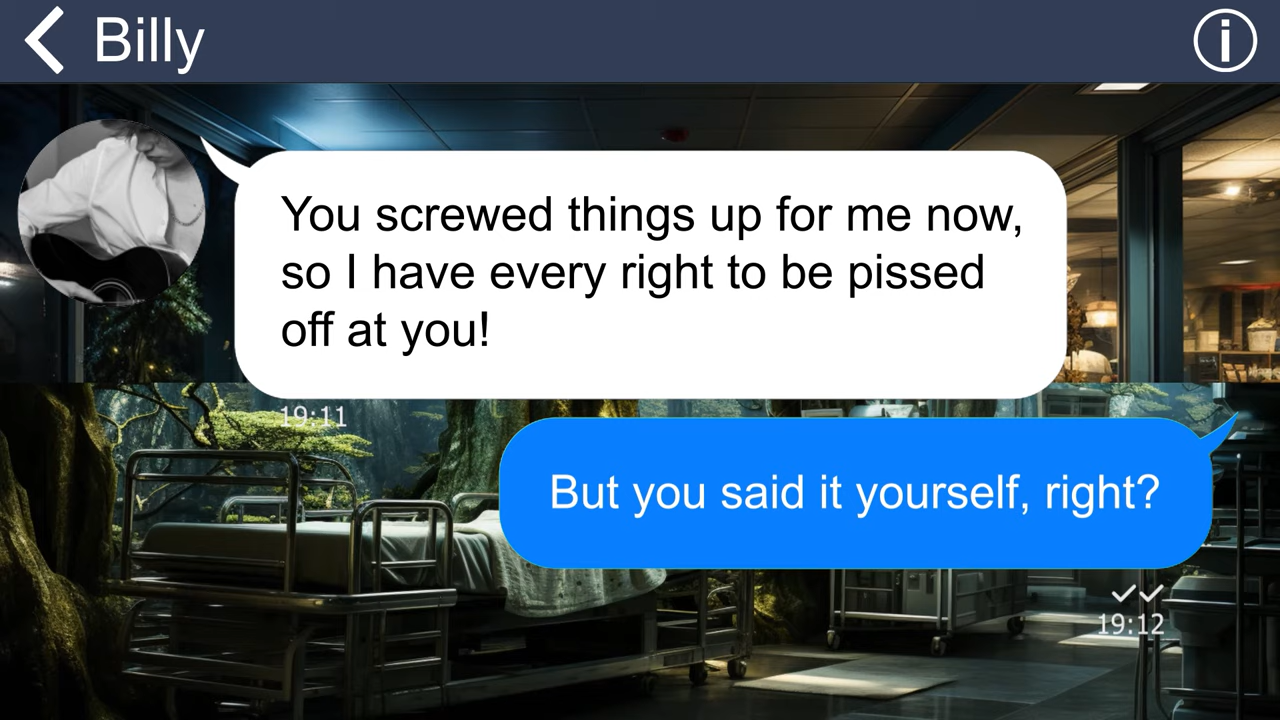 Billy
You screwed things up for me now,
so I have every right to be pissed
off at you!
19:11
But you said it yourself, right?
19:12